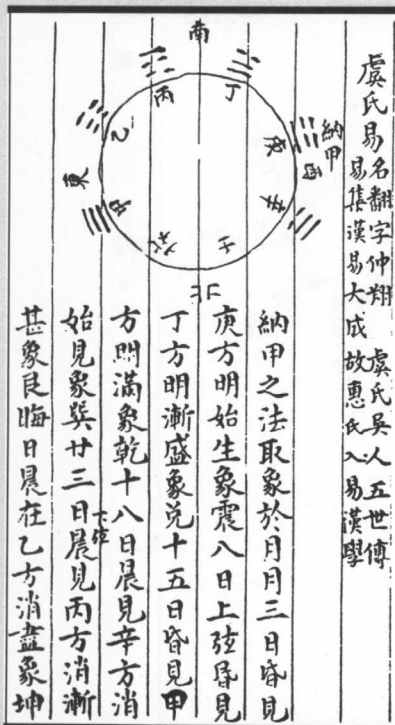 虞氏易
名翻字仲翔 虞氏吳人五世傳
易集漢易大成 故惠氏入易漢學
納甲
南
丁
丙
庚
乙
西
東
辛
甲
壬
癸
北
納甲之法取象於月月三日昏見
庚方明始生象震八日上弦昏見
丁方明漸盛象兌十五日昏見甲
方明滿象乾十八日晨見辛方消
始見象巽廿三日下弦晨見丙方消漸
甚象艮晦日晨在乙方消盡象坤